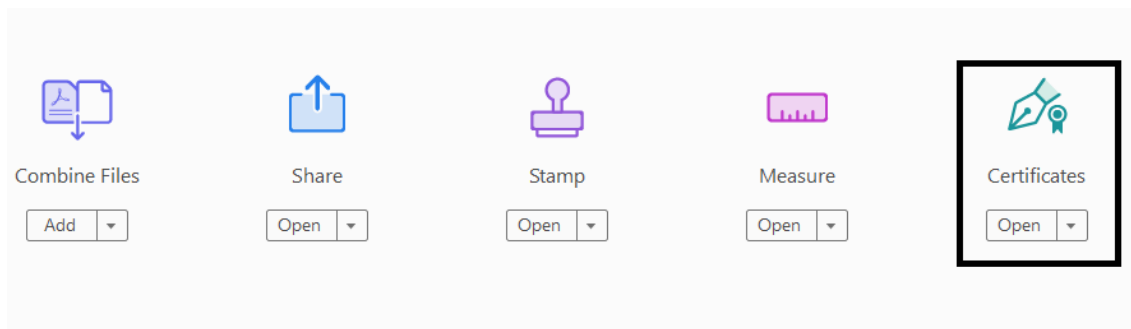 Combine Files Share Stamp Measure Certificates
Add Open Open Open Open